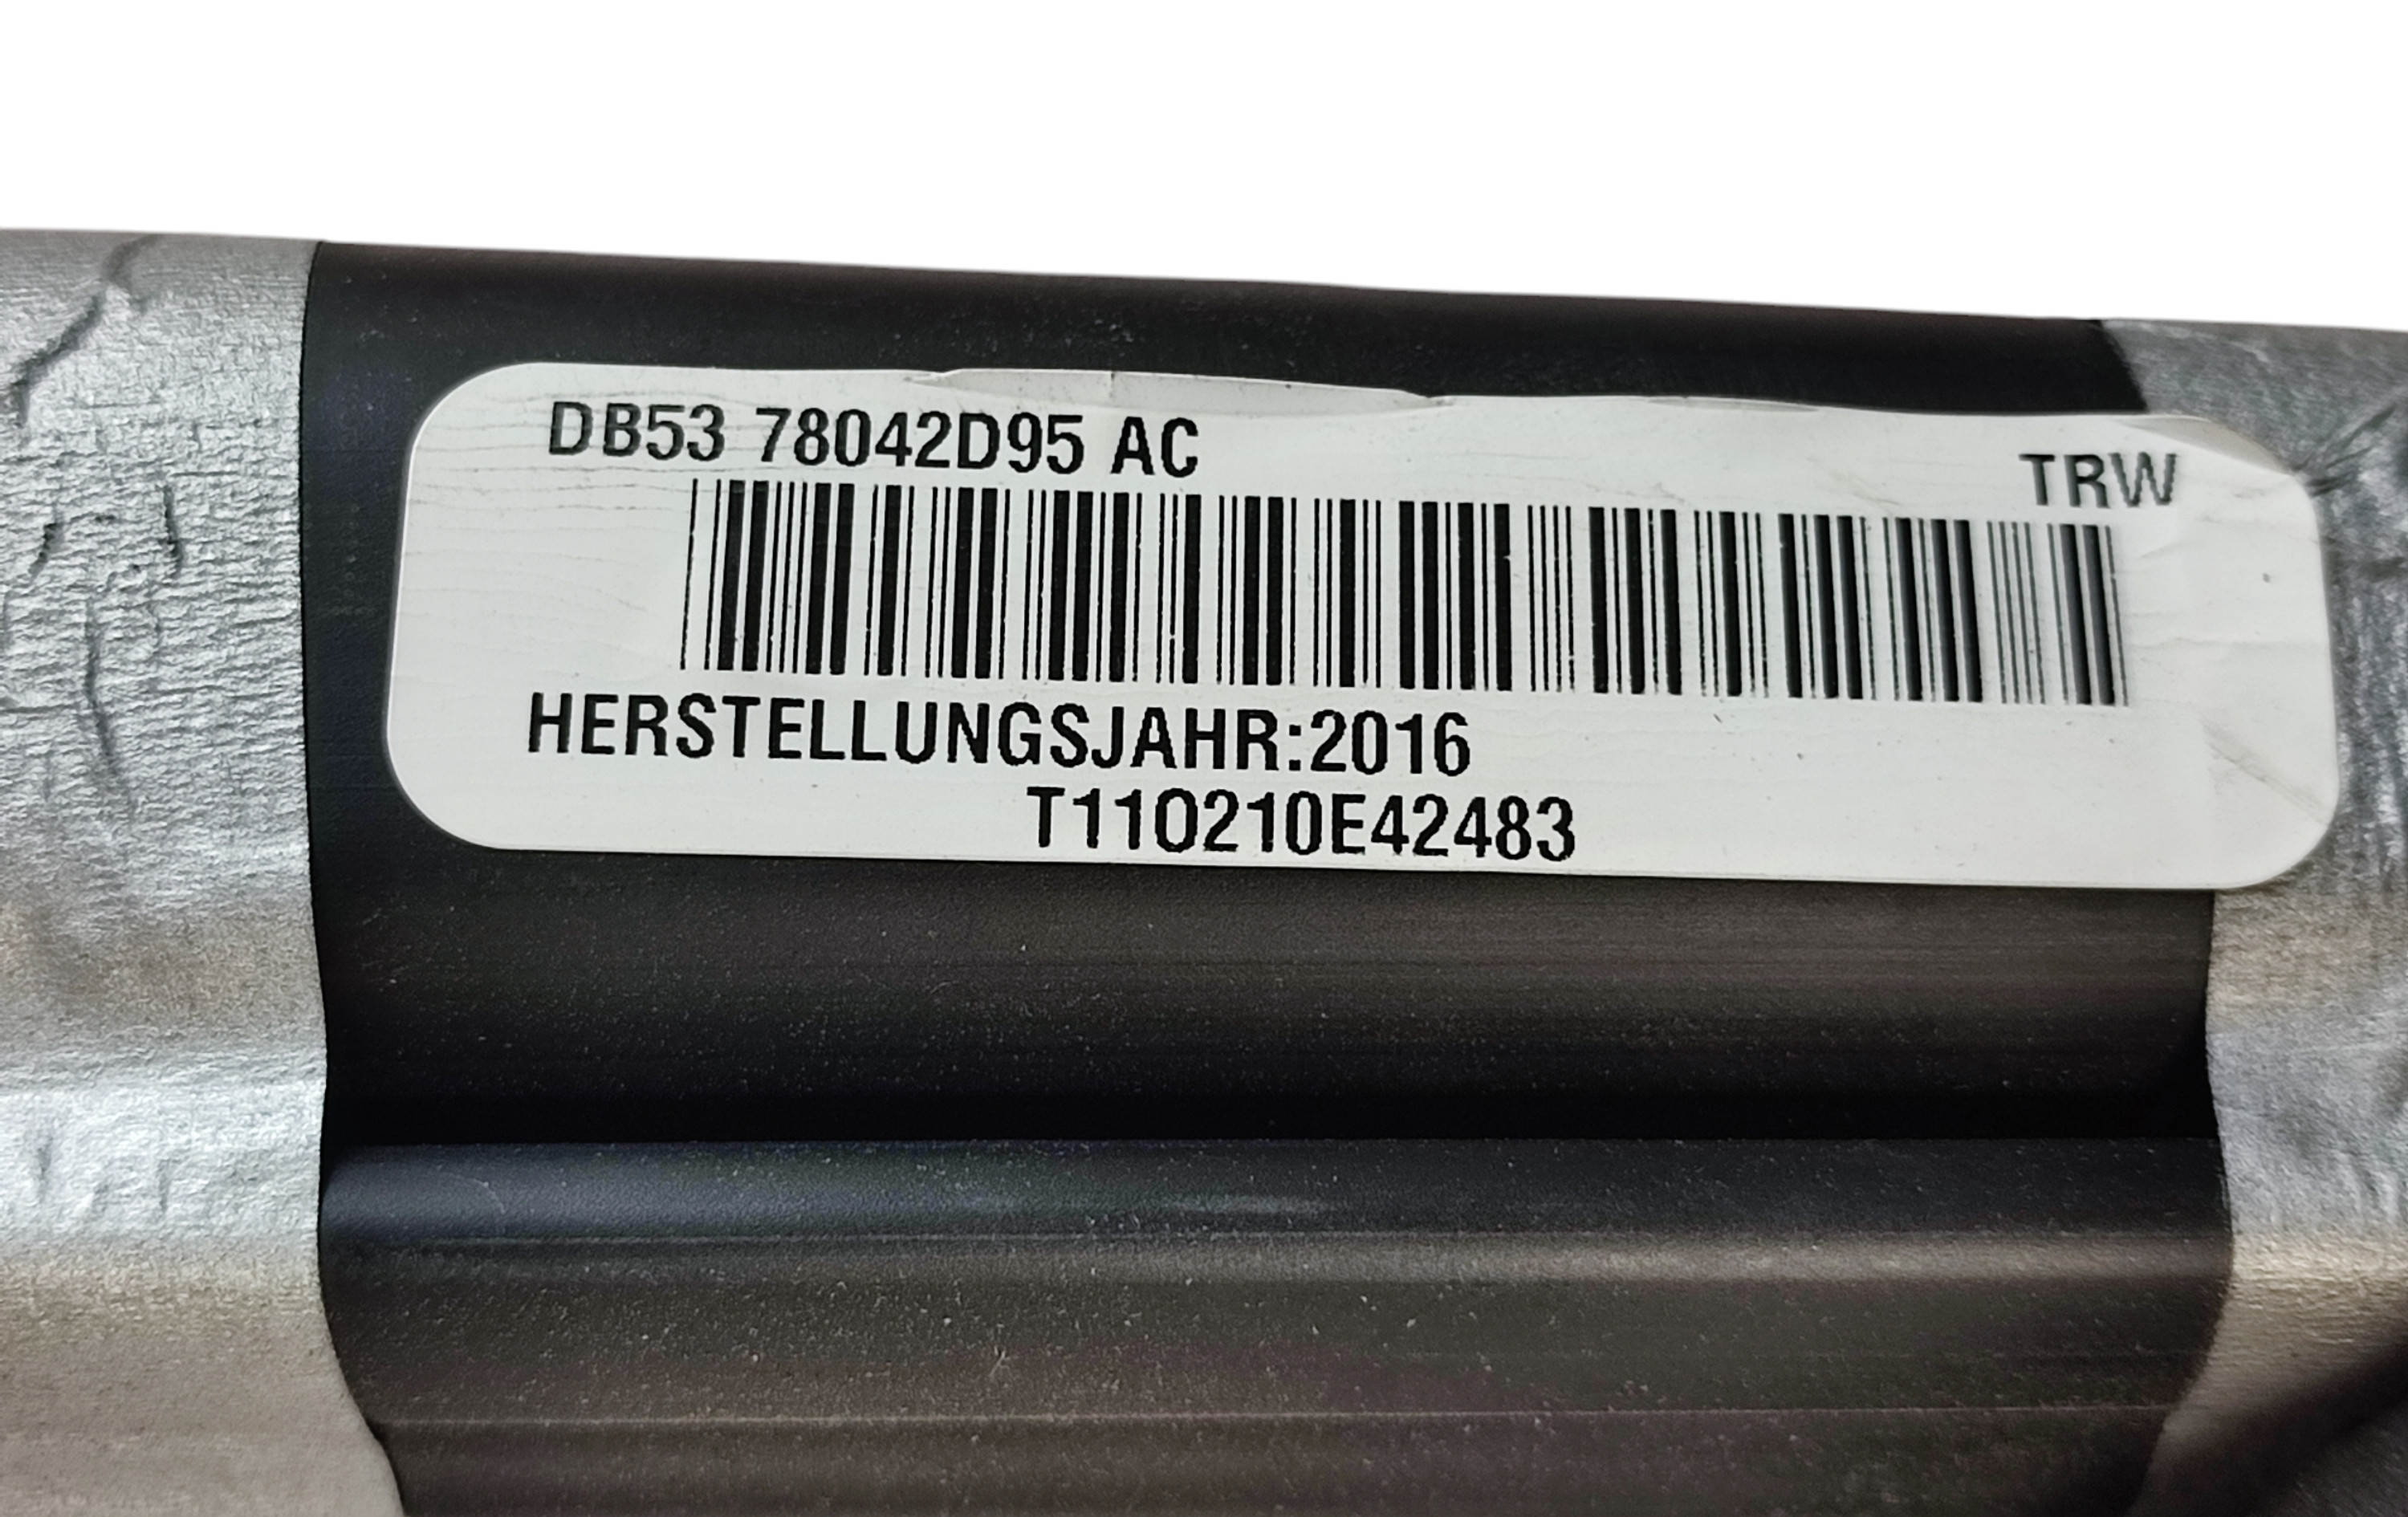 DB53 78042D95 AC
TRW
HERSTELLUNGSJAHR:2016
T11O210E42483